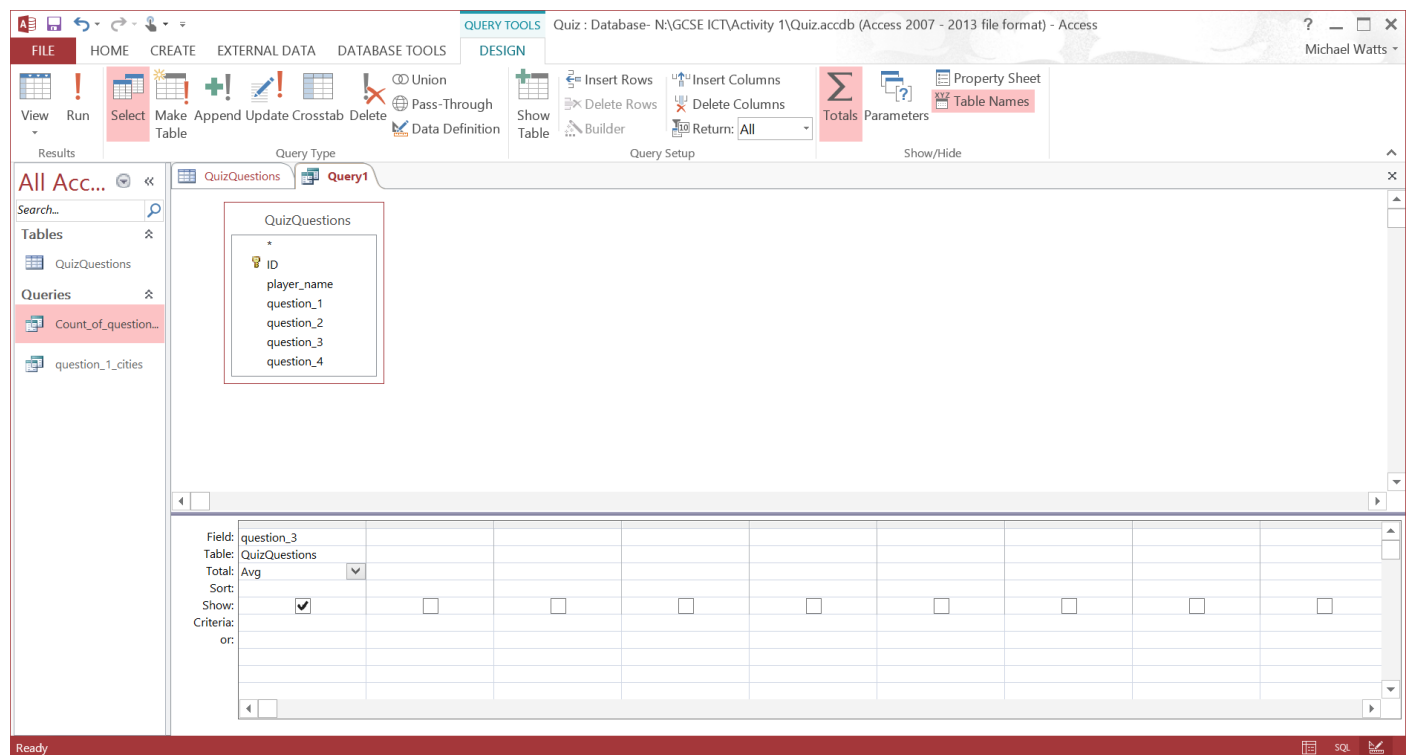 QUERY TOOLS Quiz : Database- N:\GCSE ICT\Activity 1\Quiz.accdb (Access 2007 - 2013 file format) - Access ?
FILE HOME CREATE EXTERNAL DATA DATABASE TOOLS DESIGN Michael Watts
View Run Select Make Table Append Update Crosstab Delete
Union
Pass-Through
Data Definition
Show Table
Insert Rows
Delete Rows
Builder
Insert Columns
Delete Columns
Return: All
Totals Parameters
Property Sheet
Table Names
Results Query Type Query Setup Show/Hide
All Acc...
Search...
Tables
QuizQuestions
Queries
Count_of_question...
question_1_cities
QuizQuestions Query1
QuizQuestions
*
ID
player_name
question_1
question_2
question_3
question_4
Field: question_3
Table: QuizQuestions
Total: Avg
Sort:
Show:
Criteria:
or:
Ready SQL